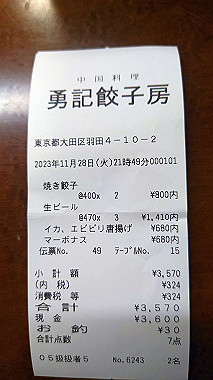 中国料理
勇記餃子房
東京都大田区羽田4-10-2
2023年11月28日(火)21時49分000101
焼き餃子
@400x 2 ¥800円
生ビール
@470x 3 ¥1,410円
イカ、エビピリ唐揚げ ¥680円
マーボナス ¥680円
伝票No. 49 テーブルNo. 15
小計額 ¥3,570
(内 税) ¥324
消費税 等 ¥324
合計 ¥3,570
現金 ¥3,600
お釣 ¥30
合計点数 7点
05扱扱者5 No.6243 2名